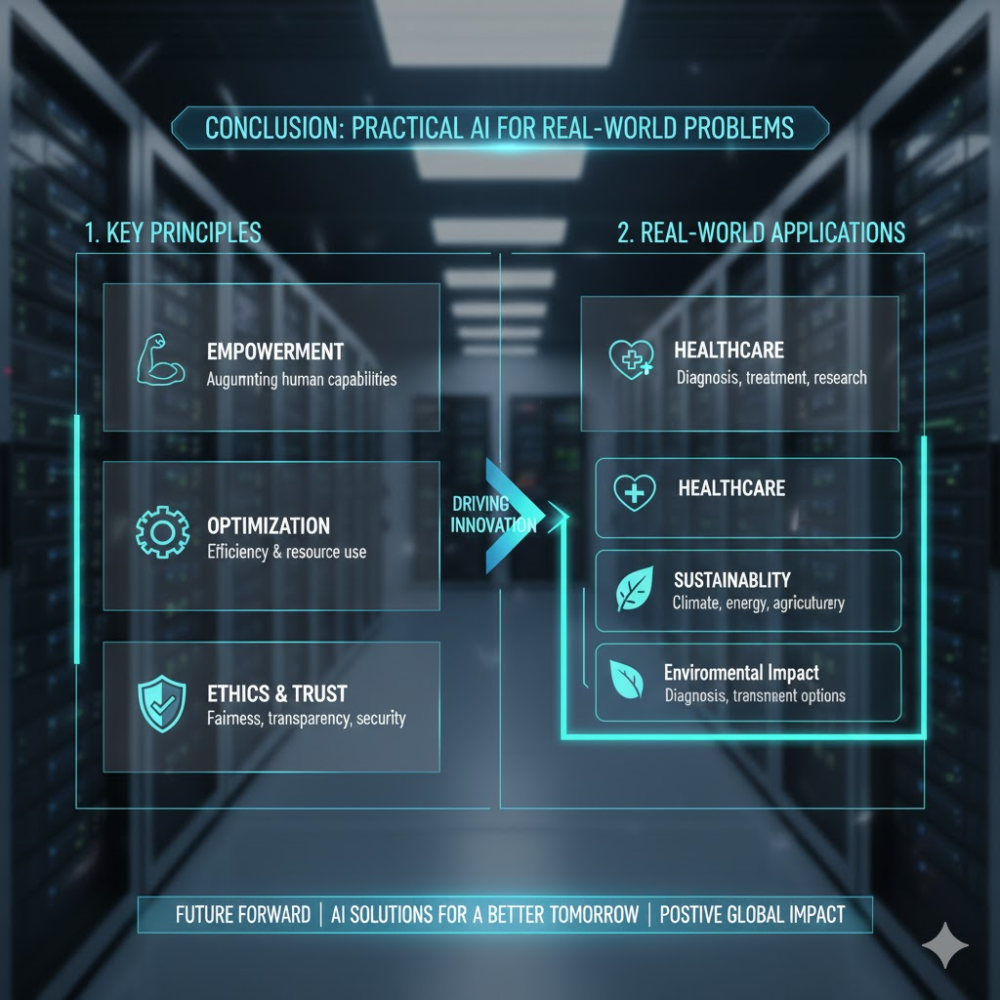 CONCLUSION: PRACTICAL AI FOR REAL-WORLD PROBLEMS
1. KEY PRINCIPLES
EMPOWERMENT
Augumnting human capabilities
OPTIMIZATION
Efficiency & resource use
ETHICS & TRUST
Fairness, transparency, security
DRIVING
INNOVATION
2. REAL-WORLD APPLICATIONS
HEALTHCARE
Diagnosis, treatment, research
HEALTHCARE
SUSTAINABLITY
Climate, energy, agricuturery
Environmental Impact
Diagnosis, options
FUTURE FORWARD | AI SOLUTIONS FOR A BETTER TOMORROW | POSTIVE GLOBAL IMPACT